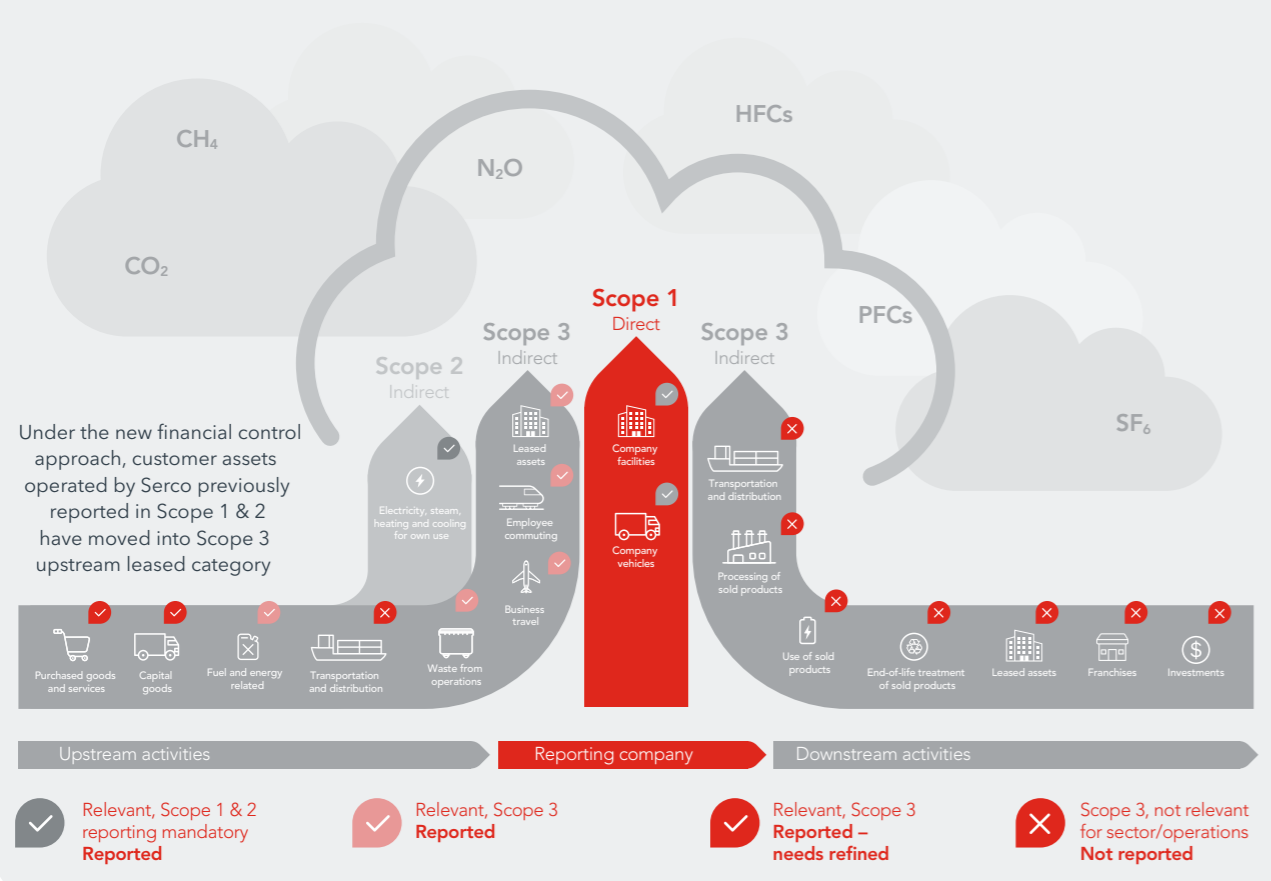 CH₄
HFCs
N₂O
CO₂
PFCs
SF₆
Scope 1
Direct
Scope 3
Indirect
Scope 3
Indirect
Scope 2
Indirect
Under the new financial control
approach, customer assets
operated by Serco previously
reported in Scope 1 & 2
have moved into Scope 3
upstream leased category
Electricity, steam,
heating and cooling
for own use
Leased
assets
Employee
commuting
Business
travel
Company
facilities
Company
vehicles
Transportation
and distribution
Processing of
sold products
Purchased goods
and services
Capital
goods
Fuel and energy
related
Transportation
and distribution
Waste from
operations
Use of sold
products
End-of-life treatment
of sold products
Leased assets
Franchises
Investments
Upstream activities
Reporting company
Downstream activities
Relevant, Scope 1 & 2
reporting mandatory
Reported
Relevant, Scope 3
Reported
Relevant, Scope 3
Reported –
needs refined
Scope 3, not relevant
for sector/operations
Not reported